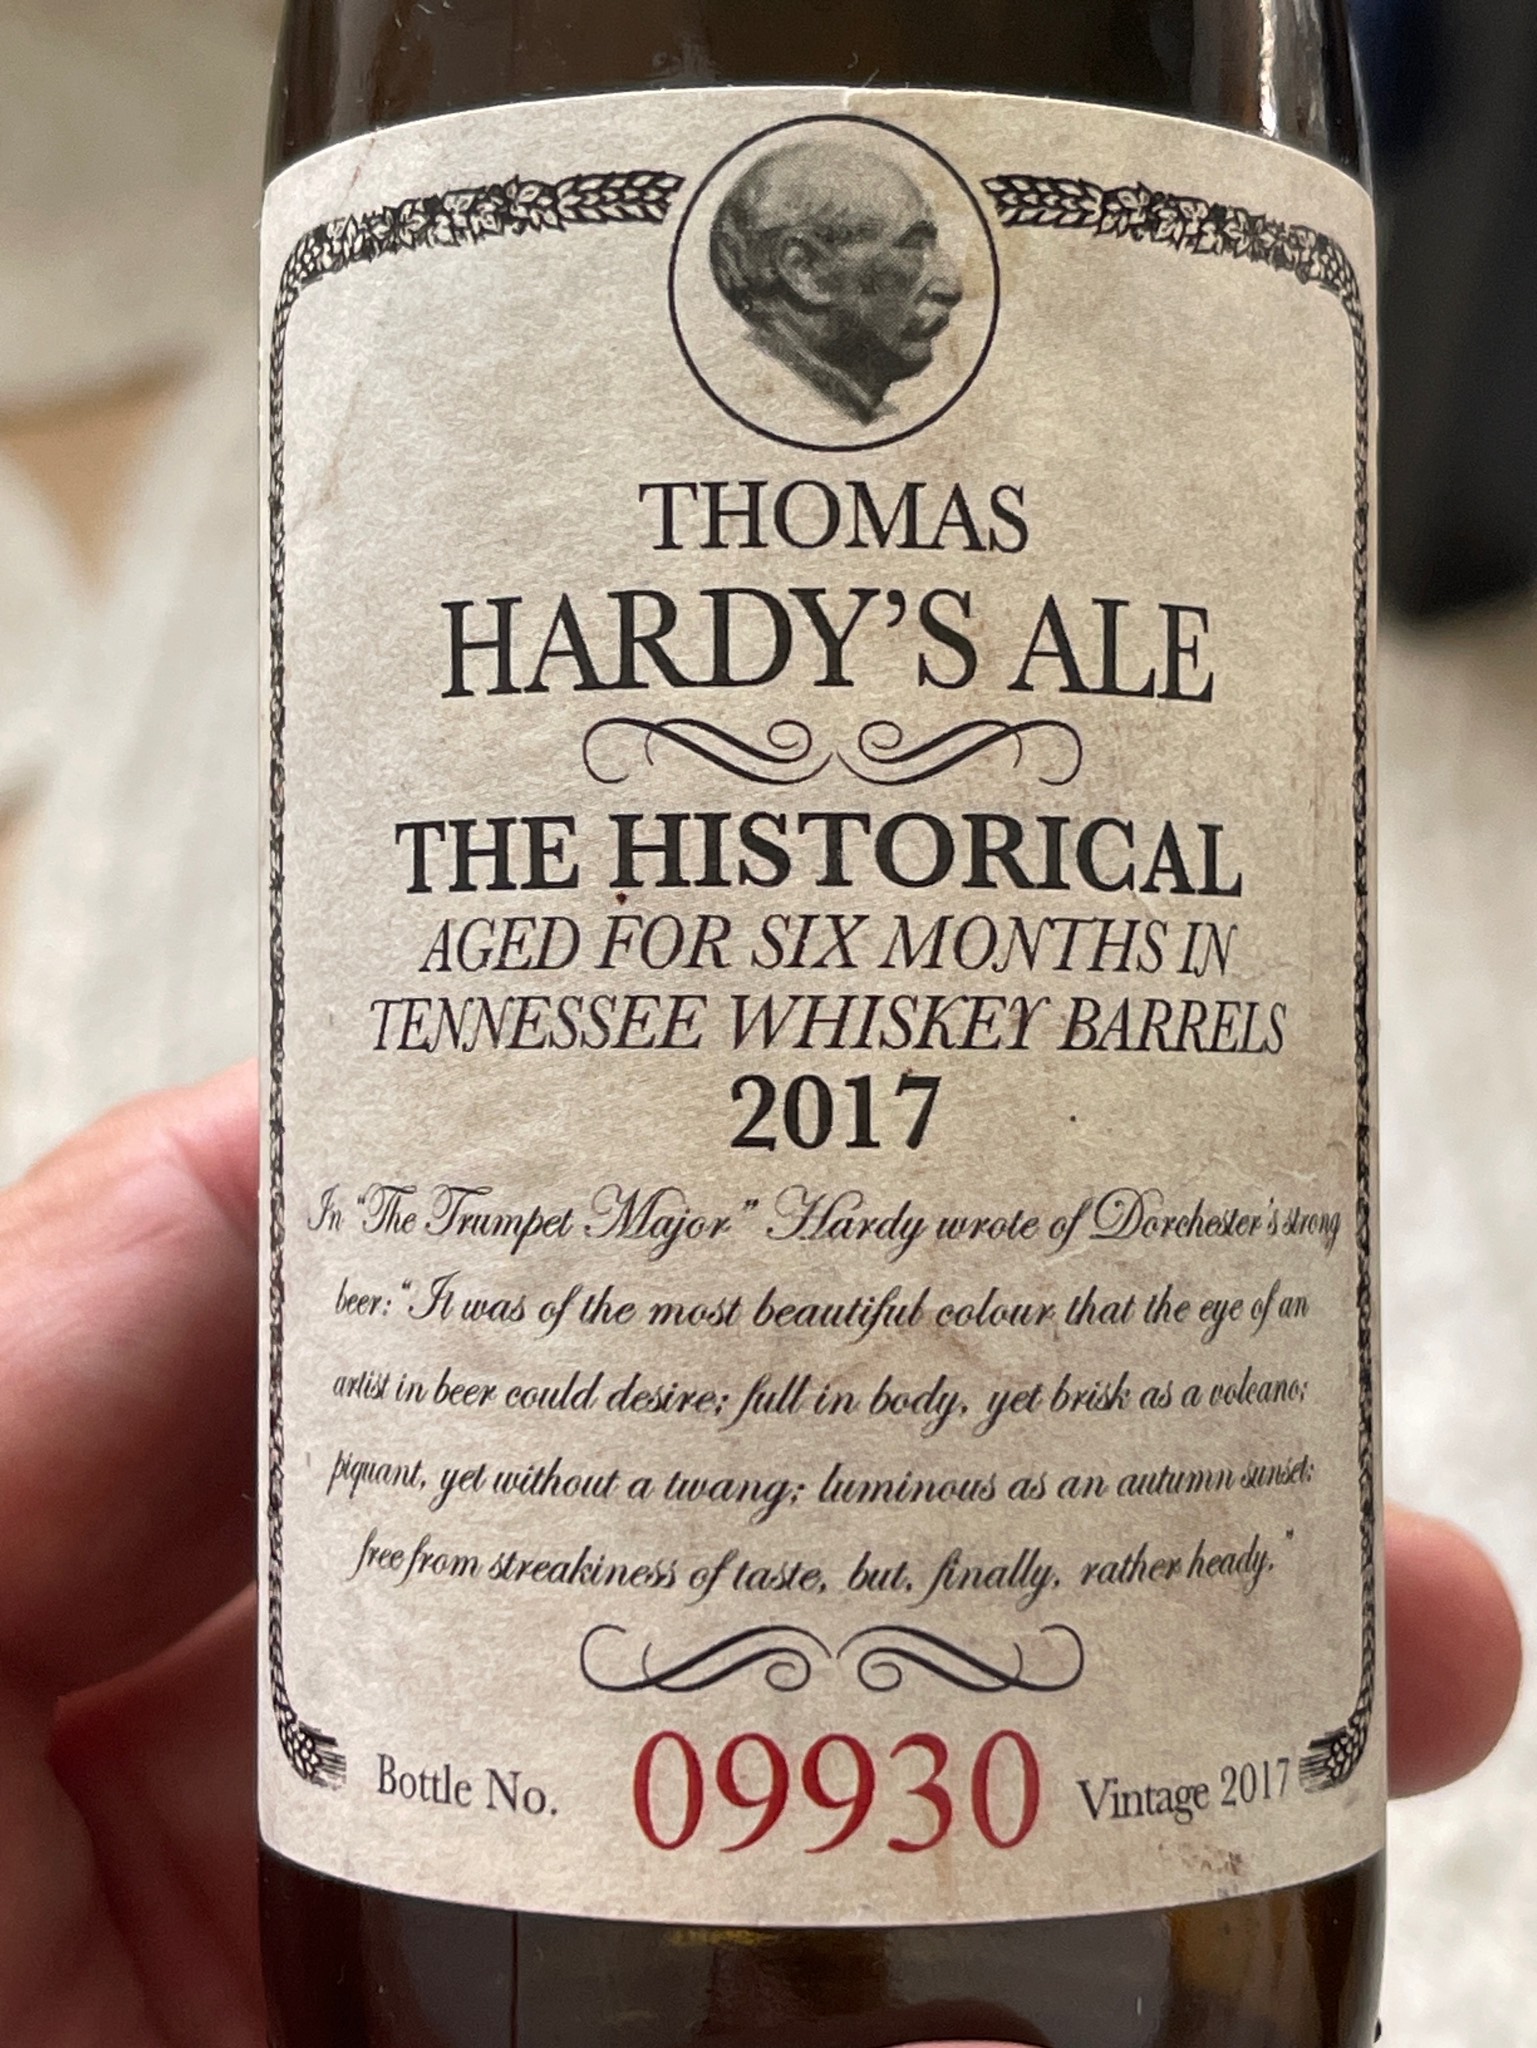 THOMAS
HARDY'S ALE
THE HISTORICAL
AGED FOR SIX MONTHS IN
TENNESSEE WHISKEY BARRELS
2017
In "The Trumpet Major" Hardy wrote of Dorchester's strong
beer: "It was of the most beautiful colour that the eye of an
artist in beer could desire; full in body, yet brisk as a volcano;
piquant, yet without a twang; luminous as an autumn sunset;
free from streakiness of taste, but, finally, rather heady."
Bottle No. 09930 Vintage 2017